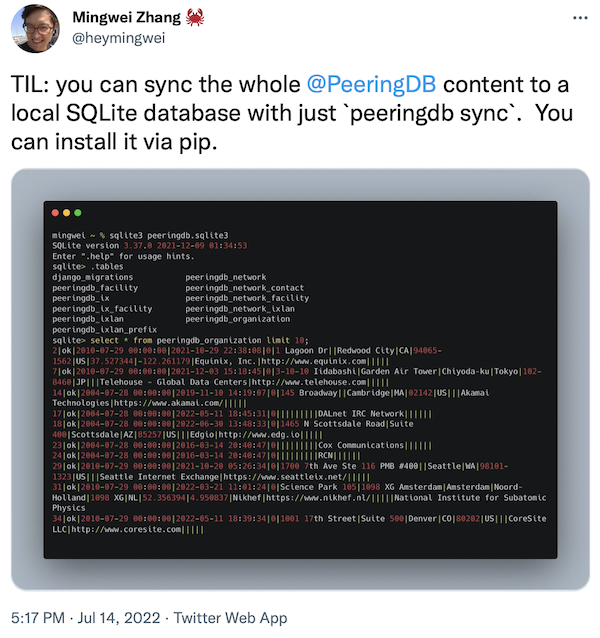 Mingwei Zhang 🦀
@heymingwei
TIL: you can sync the whole @PeeringDB content to a
local SQLite database with just `peeringdb sync`.  You
can install it via pip.
mingwei ~ % sqlite3 peeringdb.sqlite3
SQLite version 3.37.0 2021-12-09 01:34:53
Enter ".help" for usage hints.
sqlite> .tables
django_migrations peeringdb_network
peeringdb_facility peeringdb_network_contact
peeringdb_ix peeringdb_network_facility
peeringdb_ix_facility peeringdb_network_ixlan
peeringdb_ixlan peeringdb_organization
peeringdb_ixlan_prefix
sqlite> select * from peeringdb_organization limit 10;
2|ok|2010-07-29 00:00:00|2021-10-29 22:38:08|0|1 Lagoon Dr||Redwood City|CA|94065-
1562|US|37.527344|-122.261179|Equinix, Inc.|http://www.equinix.com|||||
7|ok|2010-07-29 00:00:00|2021-12-03 15:18:45|0|3-10-10 Iidabashi|Garden Air Tower|Chiyoda-ku|Tokyo|102-
0460|JP|||Telehouse - Global Data Centers|http://www.telehouse.com|||||
14|ok|2004-07-28 00:00:00|2019-11-10 14:19:07|0|145 Broadway||Cambridge|MA|02142|US|||Akamai
Technologies|https://www.akamai.com/|||||
17|ok|2004-07-28 00:00:00|2022-05-11 18:45:31|0|||||||||DALnet IRC Network||||||
18|ok|2004-07-28 00:00:00|2022-06-30 13:48:33|0|1465 N Scottsdale Road|Suite
400|Scottsdale|AZ|85257|US|||Edgio|http://www.edg.io|||||
23|ok|2004-07-28 00:00:00|2016-03-14 20:40:47|0|||||||||Cox Communications||||||
24|ok|2004-07-28 00:00:00|2016-03-14 20:40:47|0|||||||||RCN||||||
29|ok|2010-07-29 00:00:00|2021-10-20 05:26:34|0|1700 7th Ave Ste 116 PMB #400||Seattle|WA|98101-
1323|US|||Seattle Internet Exchange|https://www.seattleix.net/|||||
31|ok|2010-07-29 00:00:00|2022-03-21 11:01:24|0|Science Park 105|1098 XG Amsterdam|Amsterdam|Noord-
Holland|1098 XG|NL|52.356394|4.950837|Nikhef|https://www.nikhef.nl/|||||National Institute for Subatomic
Physics
34|ok|2010-07-29 00:00:00|2022-05-11 18:39:34|0|1001 17th Street|Suite 500|Denver|CO|80202|US|||CoreSite
LLC|http://www.coresite.com|||||
5:17 PM · Jul 14, 2022 · Twitter Web App